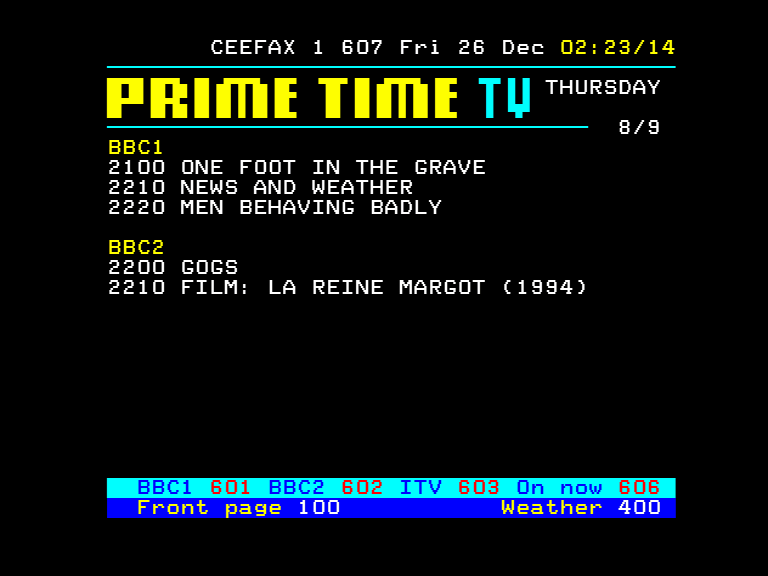 CEEFAX 1 607 Fri 26 Dec 02:23/14
PRIME TIME TV THURSDAY
8/9
BBC1
2100 ONE FOOT IN THE GRAVE
2210 NEWS AND WEATHER
2220 MEN BEHAVING BADLY
BBC2
2200 GOGS
2210 FILM: LA REINE MARGOT (1994)
BBC1 601 BBC2 602 ITV 603 On now 606
Front page 100 Weather 400